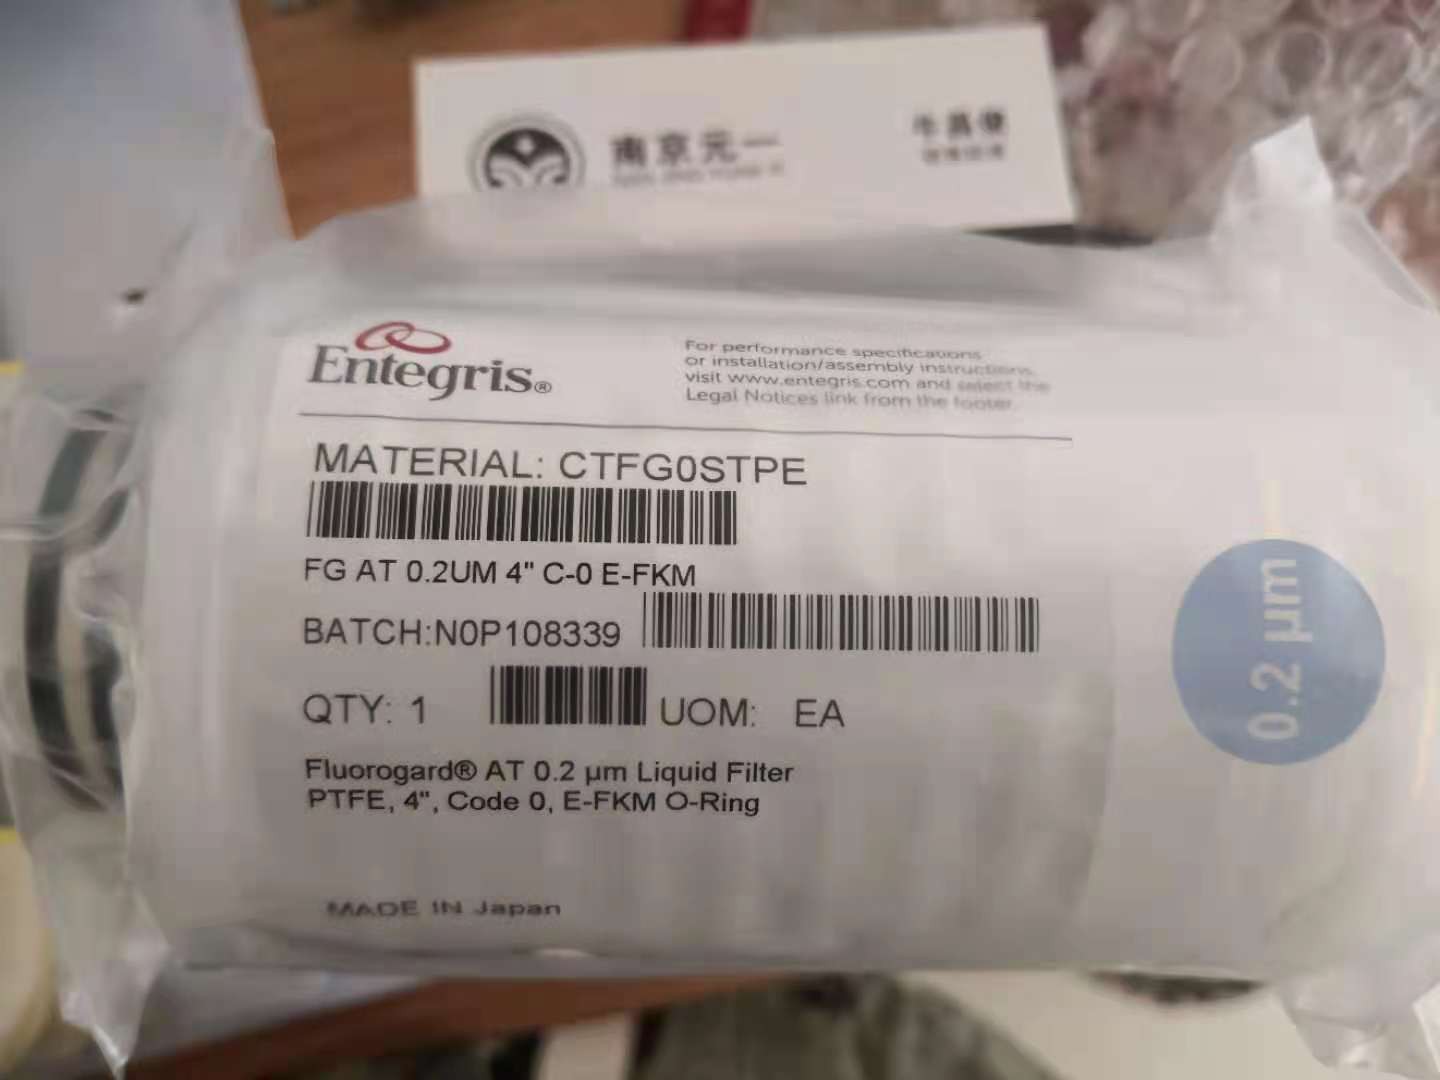 南京元一
Entegris®
For performance specifications
or installation/assembly instructions,
visit www.entegris.com and select the
Legal Notices link from the footer.
MATERIAL: CTFG0STPE
FG AT 0.2UM 4" C-0 E-FKM
BATCH:N0P108339
QTY: 1 UOM: EA
Fluorogard® AT 0.2 µm Liquid Filter
PTFE, 4", Code 0, E-FKM O-Ring
MADE IN Japan
0.2 µm